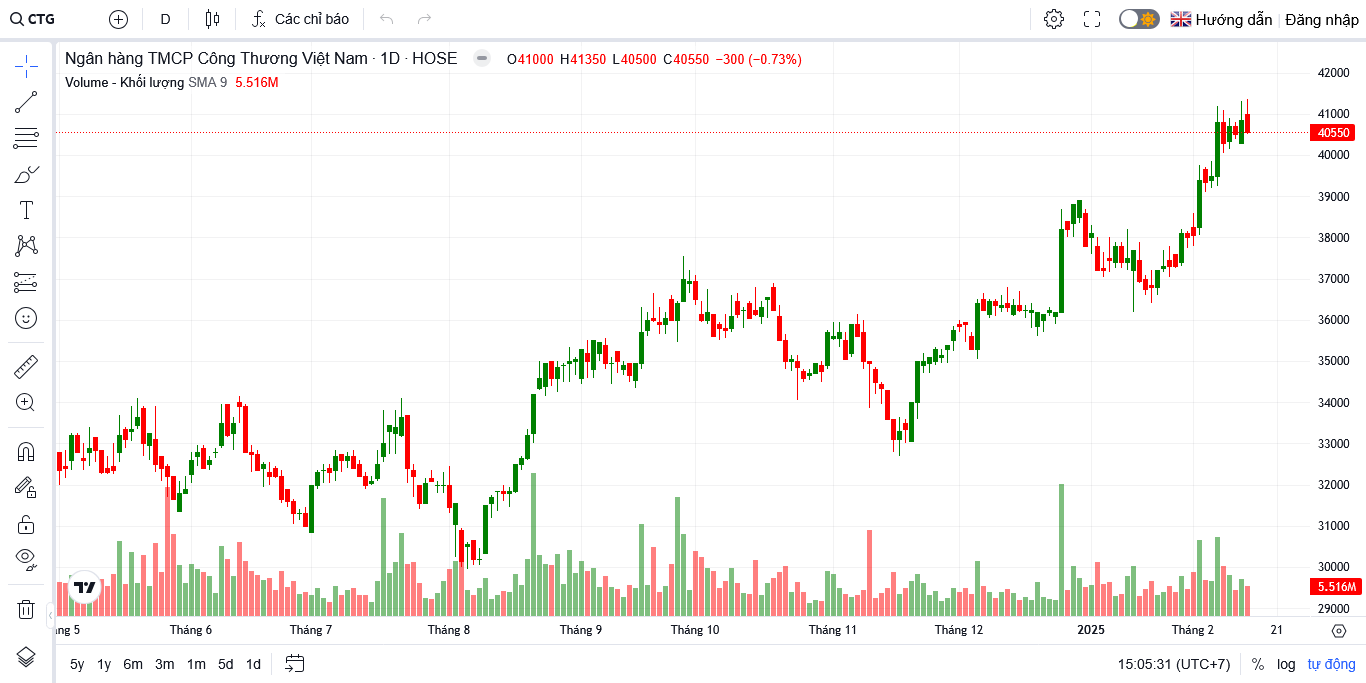 CTG D Các chỉ báo Hướng dẫn Đăng nhập
Ngân hàng TMCP Công Thương Việt Nam · 1D · HOSE O41000 H41350 L40500 C40550 −300 (−0.73%)
Volume - Khối lượng SMA 9 5.516M
42000
41000
40550
40000
39000
38000
37000
36000
35000
34000
33000
32000
31000
30000
5.516M
29000
ng 5 Tháng 6 Tháng 7 Tháng 8 Tháng 9 Tháng 10 Tháng 11 Tháng 12 2025 Tháng 2 21
5y 1y 6m 3m 1m 5d 1d 15:05:31 (UTC+7) % log tự động